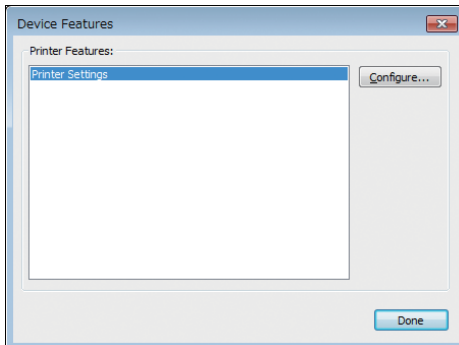 Device Features
Printer Features:
Printer Settings
Configure...
Done